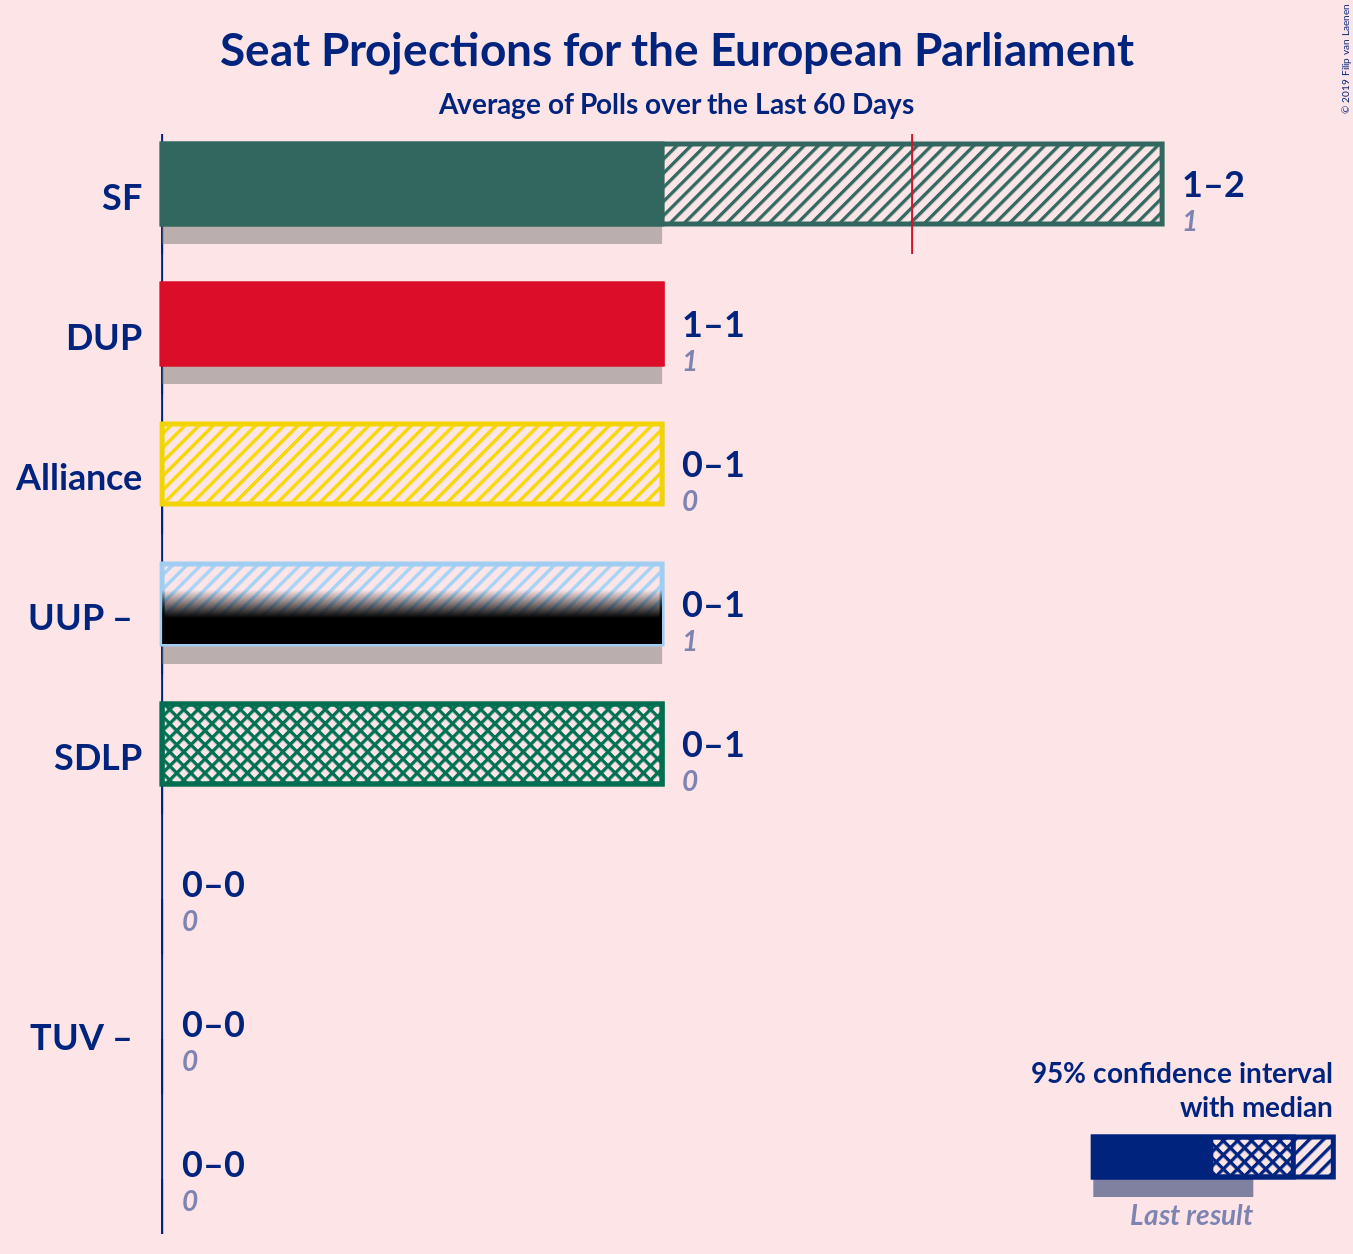 Seat Projections for the European Parliament
Average of Polls over the Last 60 Days
© 2019 Filip van Laenen
SF
1–2
1
DUP
1–1
1
Alliance
0–1
0
UUP –
0–1
1
SDLP
0–1
0
0–0
0
TUV –
0–0
0
0–0
0
95% confidence interval
with median
Last result